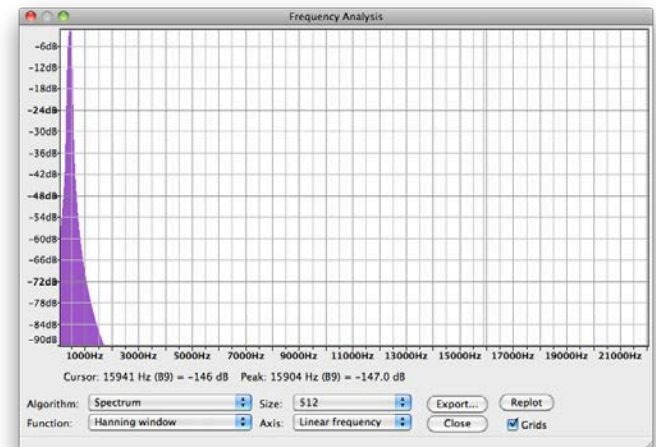 Frequency Analysis
-6dB
-12dB
-18dB
-24dB
-30dB
-36dB
-42dB
-48dB
-54dB
-60dB
-66dB
-72dB
-78dB
-84dB
-90dB
1000Hz 3000Hz 5000Hz 7000Hz 9000Hz 11000Hz 13000Hz 15000Hz 17000Hz 19000Hz 21000Hz
Cursor: 15941 Hz (B9) = -146 dB Peak: 15904 Hz (B9) = -147.0 dB
Algorithm: Spectrum Size: 512 Export... Replot
Function: Hanning window Axis: Linear frequency Close Grids